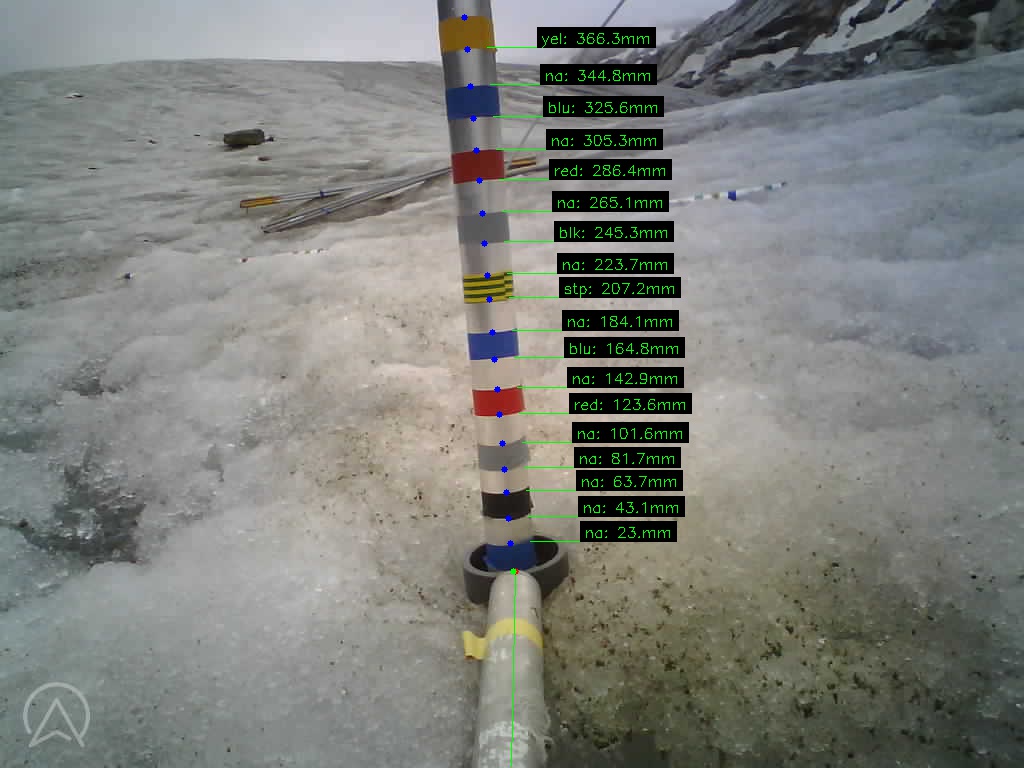 yel: 366.3mm
na: 344.8mm
blu: 325.6mm
na: 305.3mm
red: 286.4mm
na: 265.1mm
blk: 245.3mm
na: 223.7mm
stp: 207.2mm
na: 184.1mm
blu: 164.8mm
na: 142.9mm
red: 123.6mm
na: 101.6mm
na: 81.7mm
na: 63.7mm
na: 43.1mm
na: 23.mm